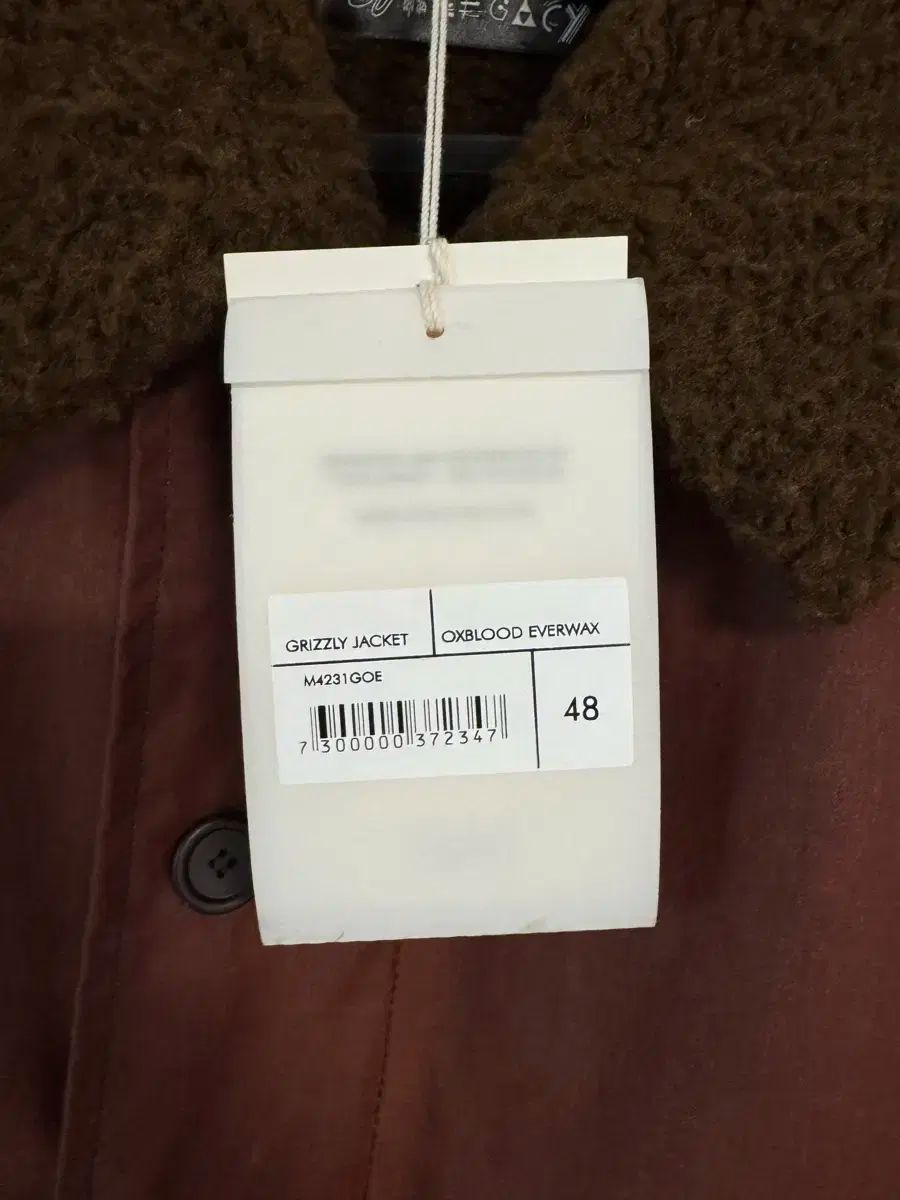 GRIZZLY JACKET
OXBLOOD EVERWAX
M4231GOE
7 300000 372347
48